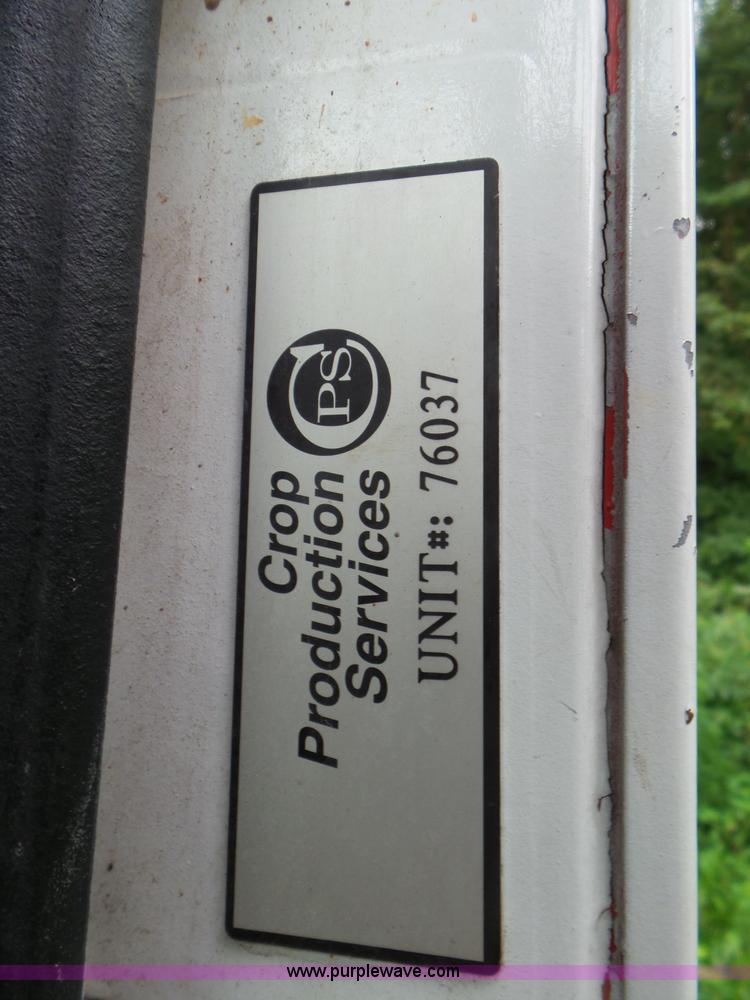 Crop
Production
Services
CPS
UNIT#: 76037
www.purplewave.com